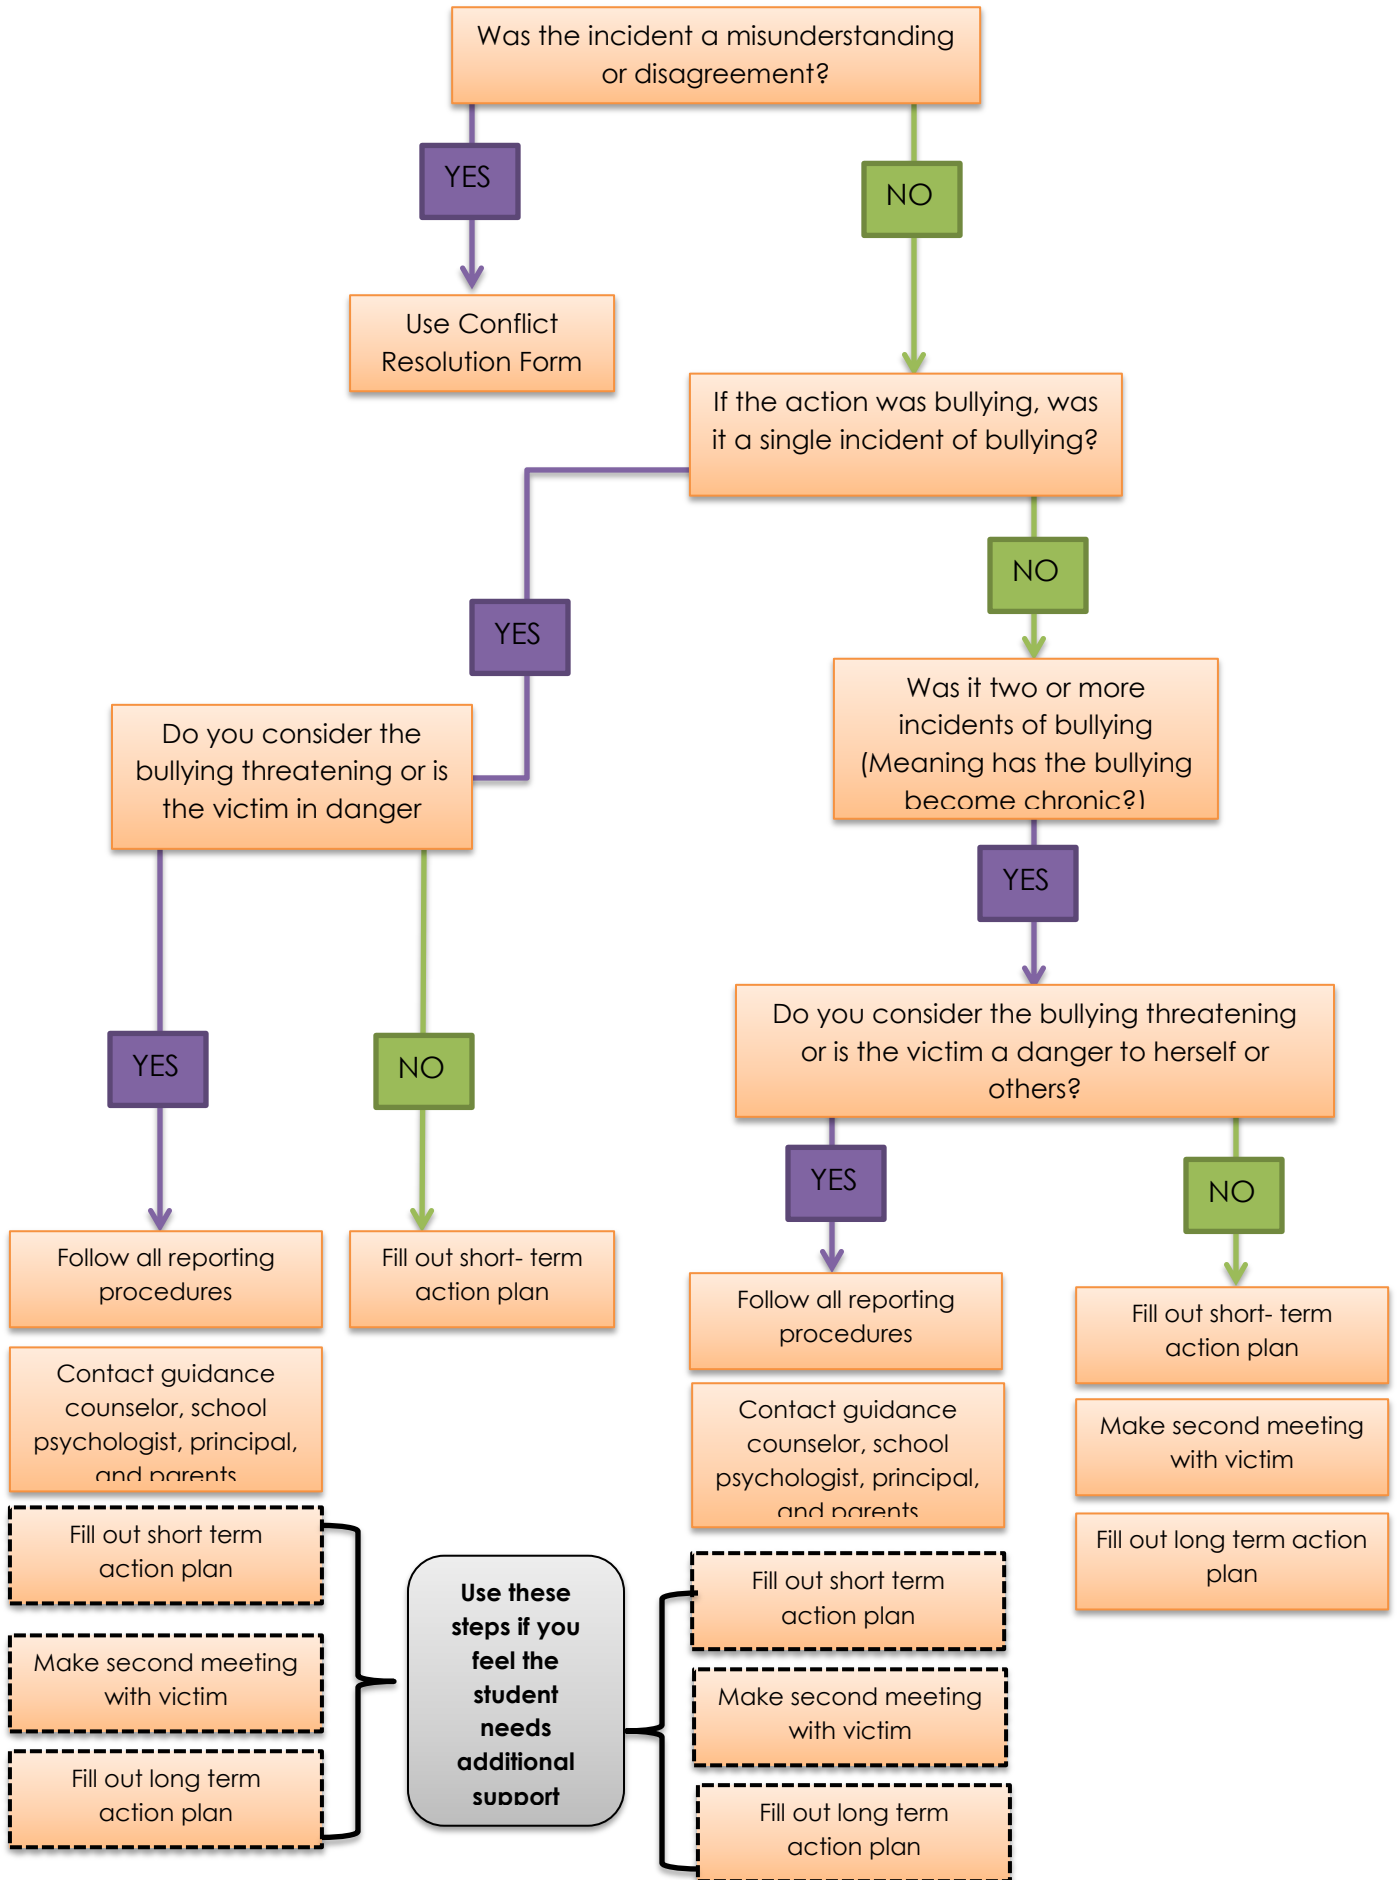 Was the incident a misunderstanding
or disagreement?
YES
NO
Use Conflict
Resolution Form
If the action was bullying, was
it a single incident of bullying?
YES
NO
Do you consider the
bullying threatening or is
the victim in danger
Was it two or more
incidents of bullying
(Meaning has the bullying
become chronic?)
YES
Do you consider the bullying threatening
or is the victim a danger to herself or
others?
YES
NO
YES
NO
Follow all reporting
procedures
Contact guidance
counselor, school
psychologist, principal,
and parents
Fill out short term
action plan
Make second meeting
with victim
Fill out long term
action plan
Fill out short- term
action plan
Use these
steps if you
feel the
student
needs
additional
support
Follow all reporting
procedures
Contact guidance
counselor, school
psychologist, principal,
and parents
Fill out short term
action plan
Make second meeting
with victim
Fill out long term
action plan
Fill out short- term
action plan
Make second meeting
with victim
Fill out long term action
plan